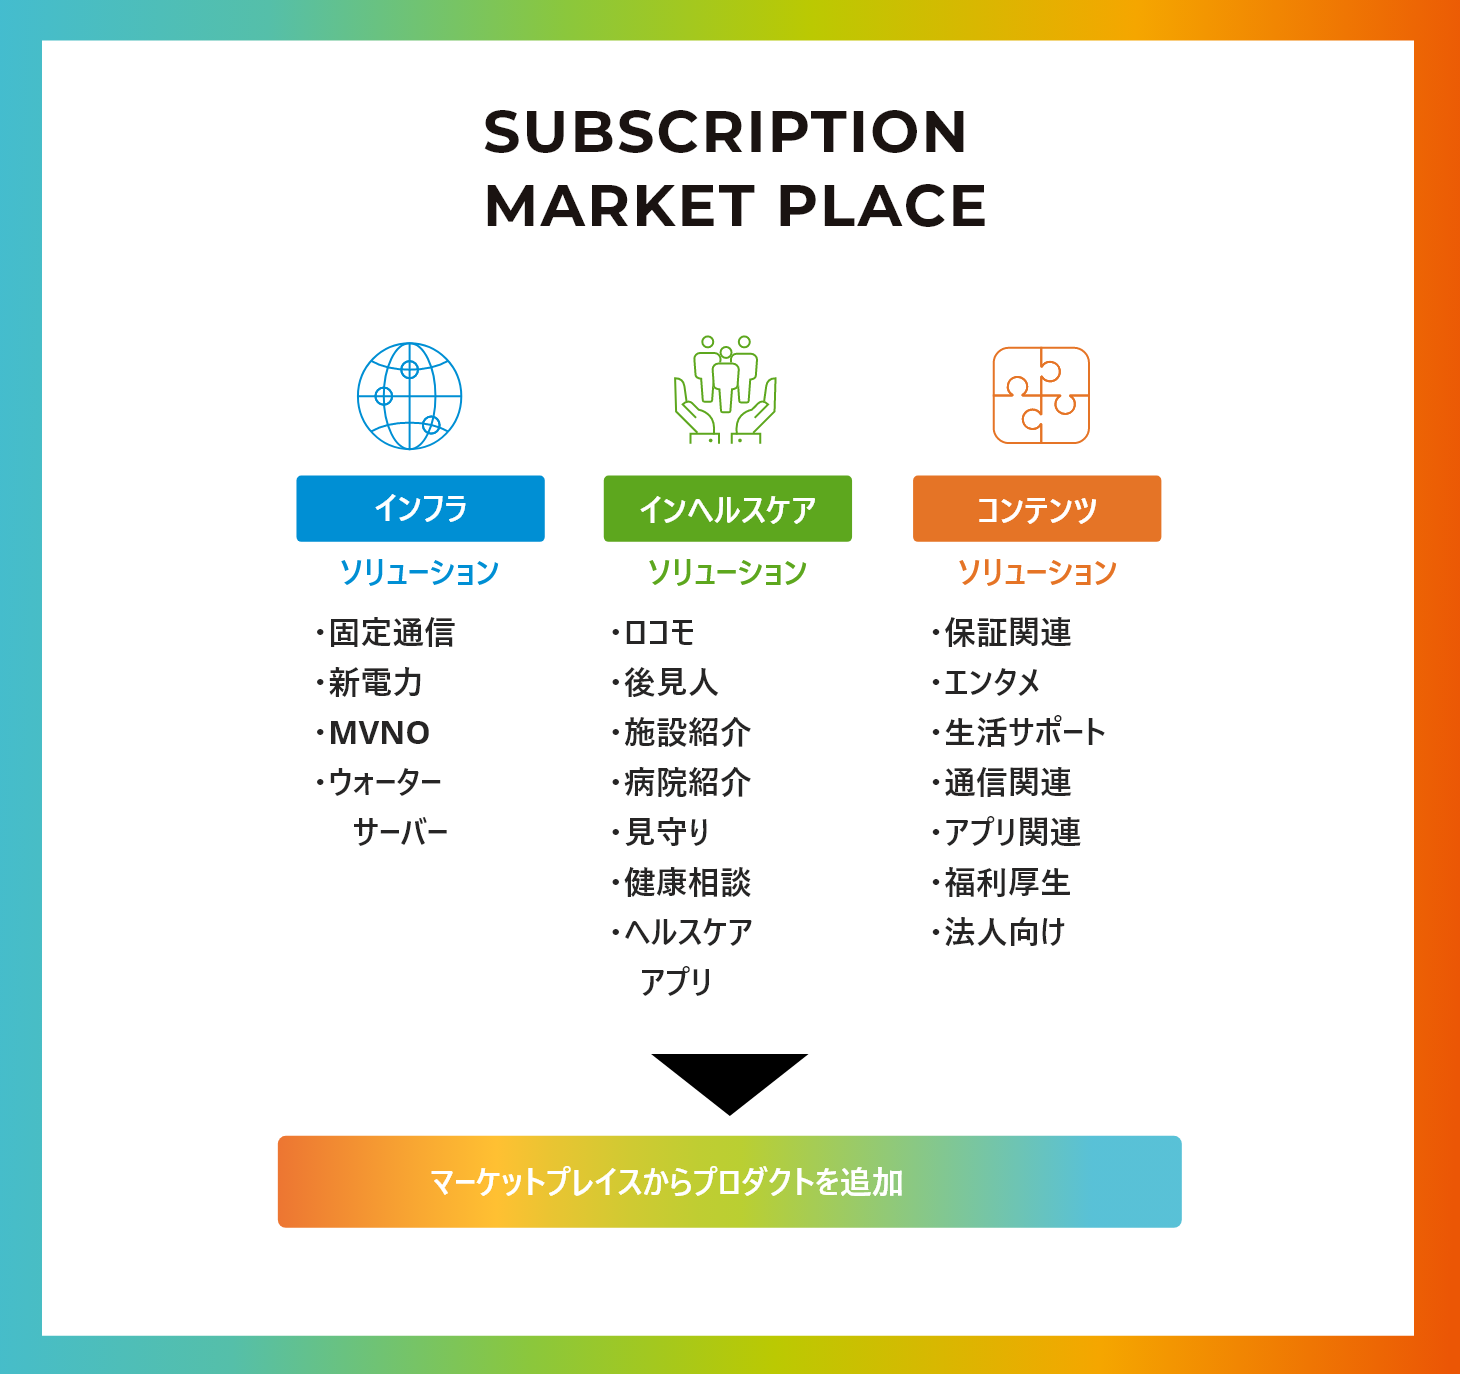 SUBSCRIPTION
MARKET PLACE
インフラ
ソリューション
・固定通信
・新電力
・MVNO
・ウォーター
サーバー
インヘルスケア
ソリューション
・ロコモ
・後見人
・施設紹介
・病院紹介
・見守り
・健康相談
・ヘルスケア
アプリ
コンテンツ
ソリューション
・保証関連
・エンタメ
・生活サポート
・通信関連
・アプリ関連
・福利厚生
・法人向け
マーケットプレイスからプロダクトを追加